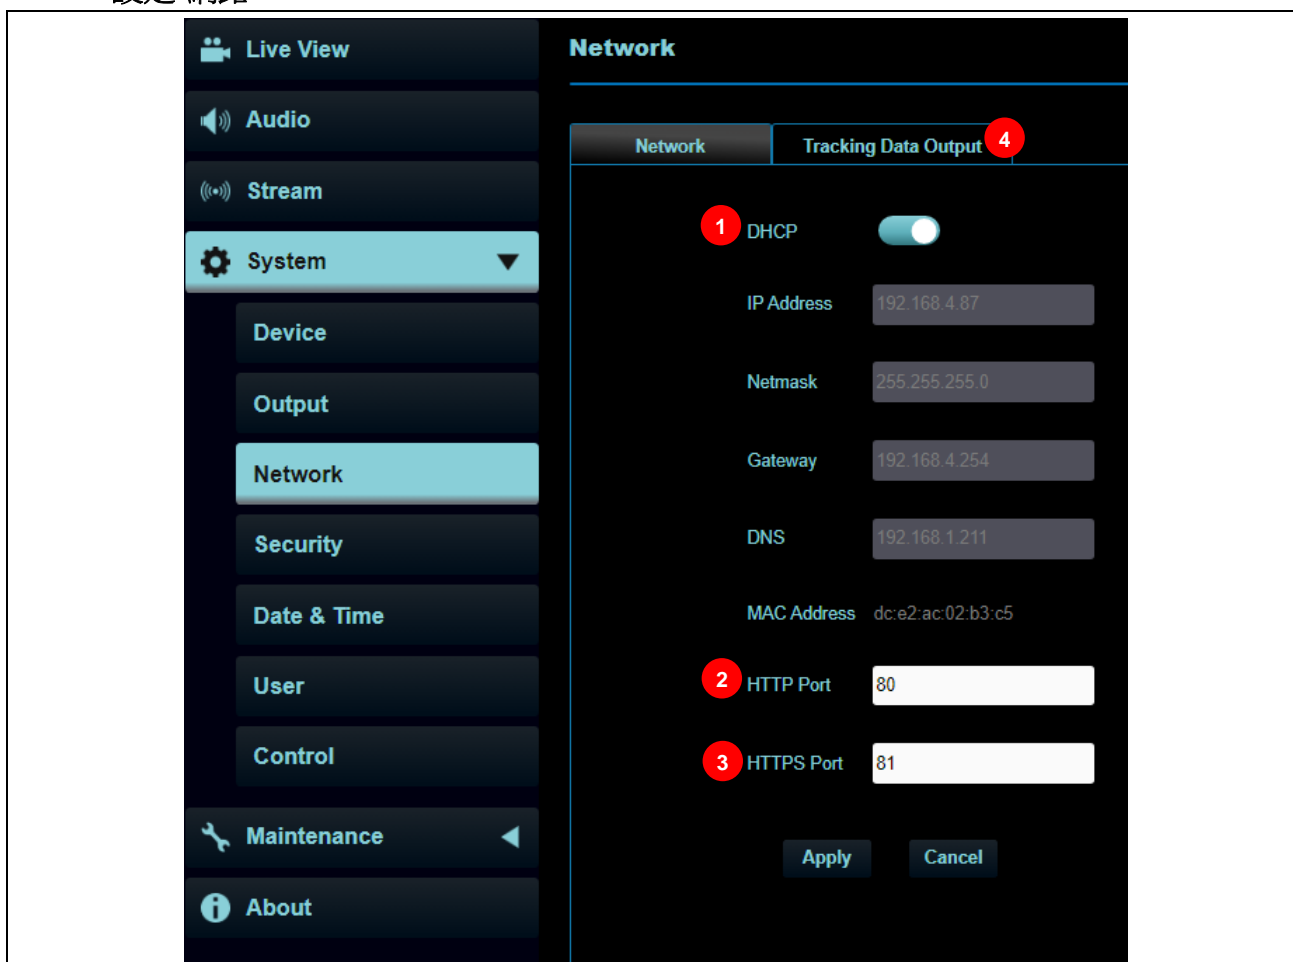 Live View
Audio
Stream
System
Device
Output
Network
Security
Date & Time
User
Control
Maintenance
About
Network
Network
Tracking Data Output 4
1 DHCP
IP Address 192.168.4.87
Netmask 255.255.255.0
Gateway 192.168.4.254
DNS 192.168.1.211
MAC Address dc:e2:ac:02:b3:c5
2 HTTP Port 80
3 HTTPS Port 81
Apply Cancel